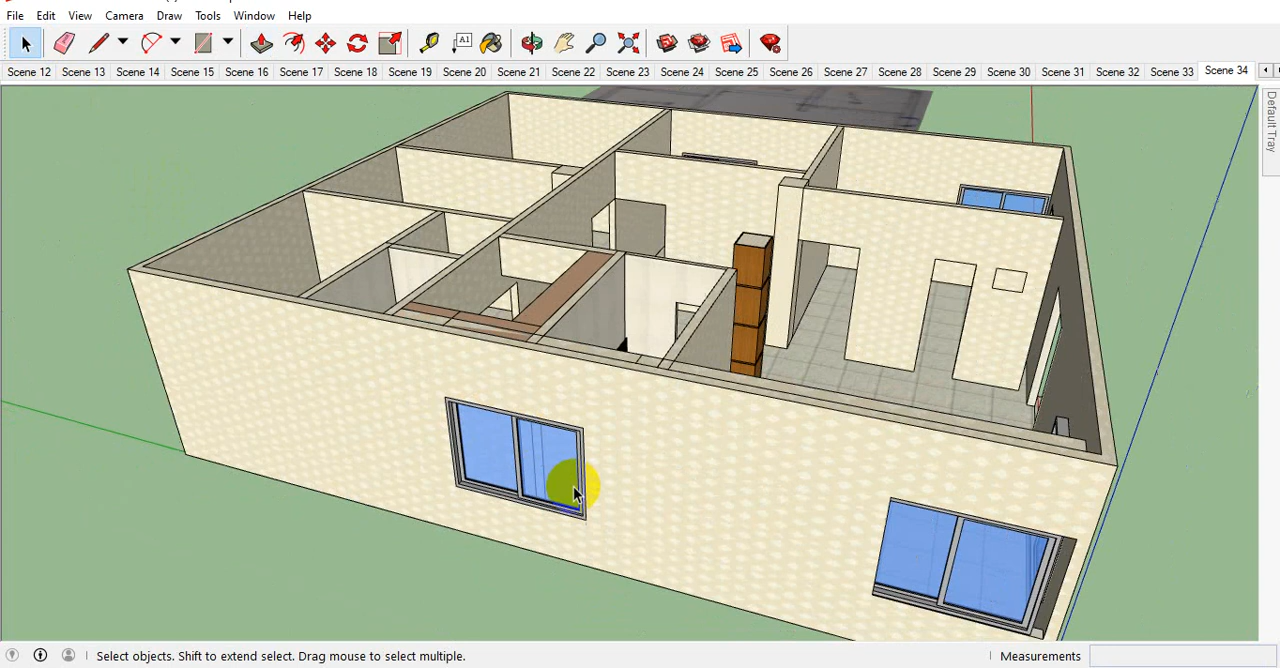 File Edit View Camera Draw Tools Window Help
A1
Scene 12 Scene 13 Scene 14 Scene 15 Scene 16 Scene 17 Scene 18 Scene 19 Scene 20 Scene 21 Scene 22 Scene 23 Scene 24 Scene 25 Scene 26 Scene 27 Scene 28 Scene 29 Scene 30 Scene 31 Scene 32 Scene 33 Scene 34
Default Tray
Select objects. Shift to extend select. Drag mouse to select multiple. Measurements